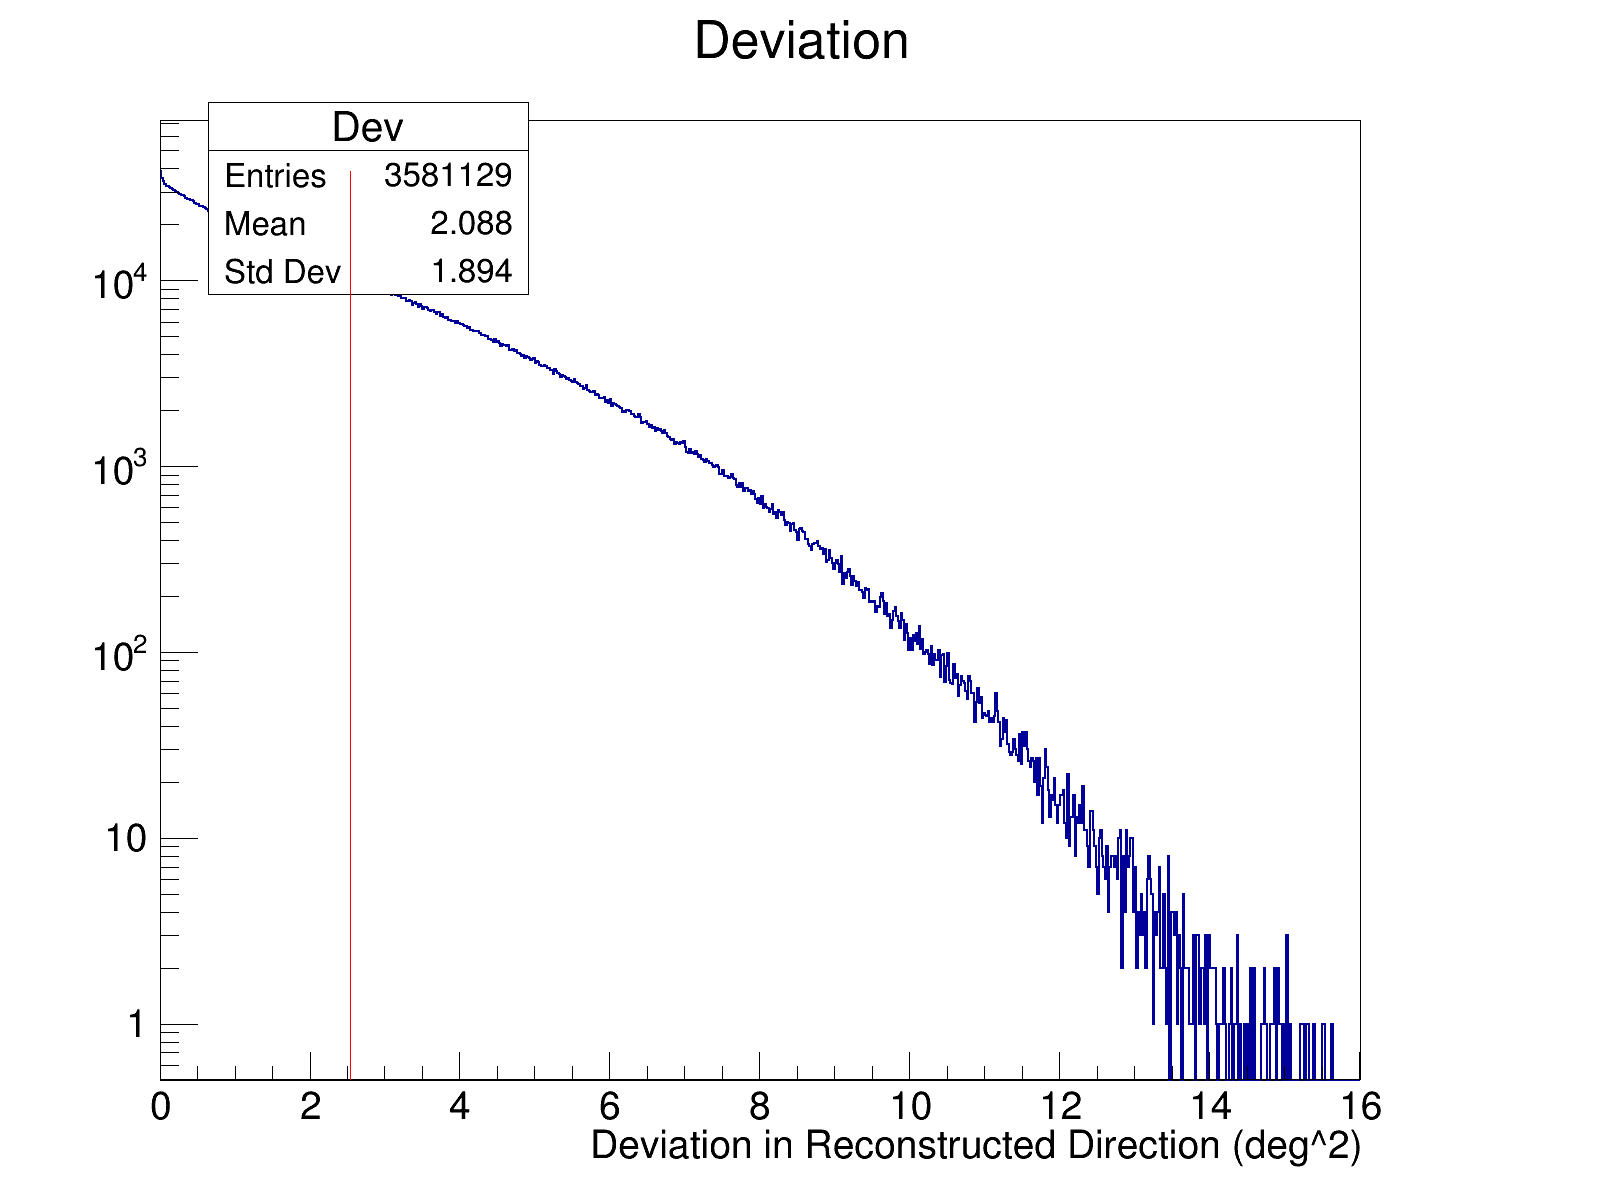 Deviation
Dev
Entries 3581129
Mean 2.088
Std Dev 1.894
10^4
10^3
10^2
10
1
0 2 4 6 8 10 12 14 16
Deviation in Reconstructed Direction (deg^2)